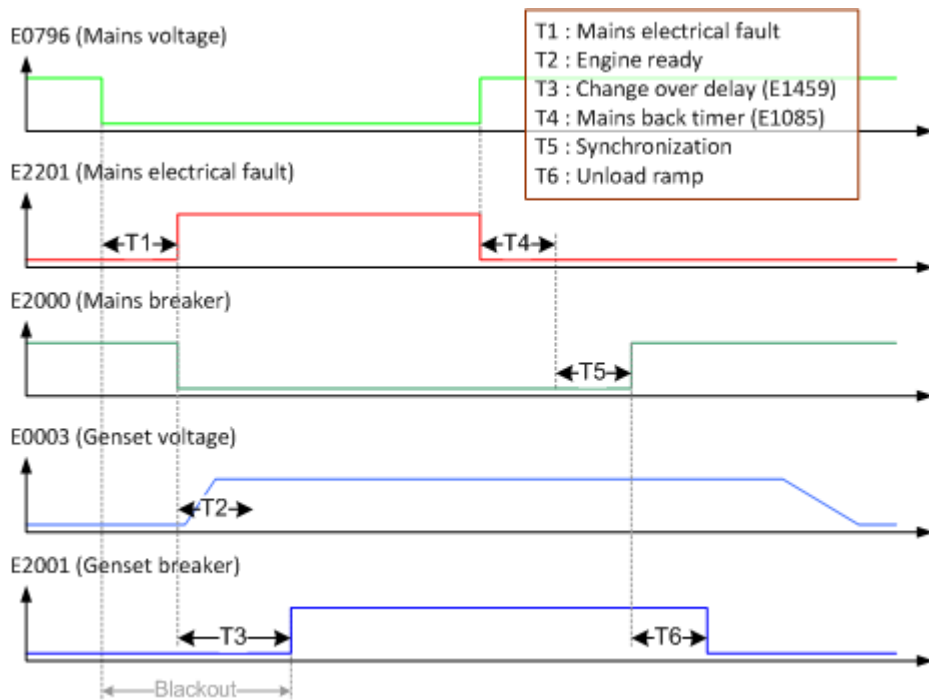 E0796 (Mains voltage)
T1 : Mains electrical fault
T2 : Engine ready
T3 : Change over delay (E1459)
T4 : Mains back timer (E1085)
T5 : Synchronization
T6 : Unload ramp
E2201 (Mains electrical fault)
T1
T4
E2000 (Mains breaker)
T5
E0003 (Genset voltage)
T2
E2001 (Genset breaker)
T3
T6
Blackout